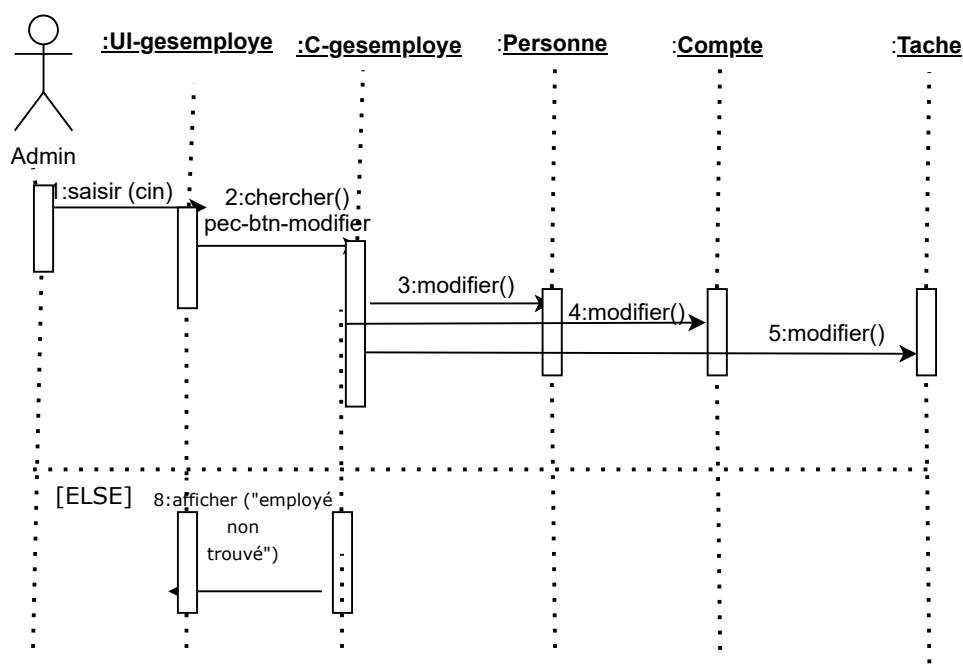 :UI-gesemploye
:C-gesemploye
:Personne
:Compte
:Tache
Admin
1:saisir (cin)
2:chercher()
pec-btn-modifier
3:modifier()
4:modifier()
5:modifier()
[ELSE]
8:afficher ("employé
non
trouvé")